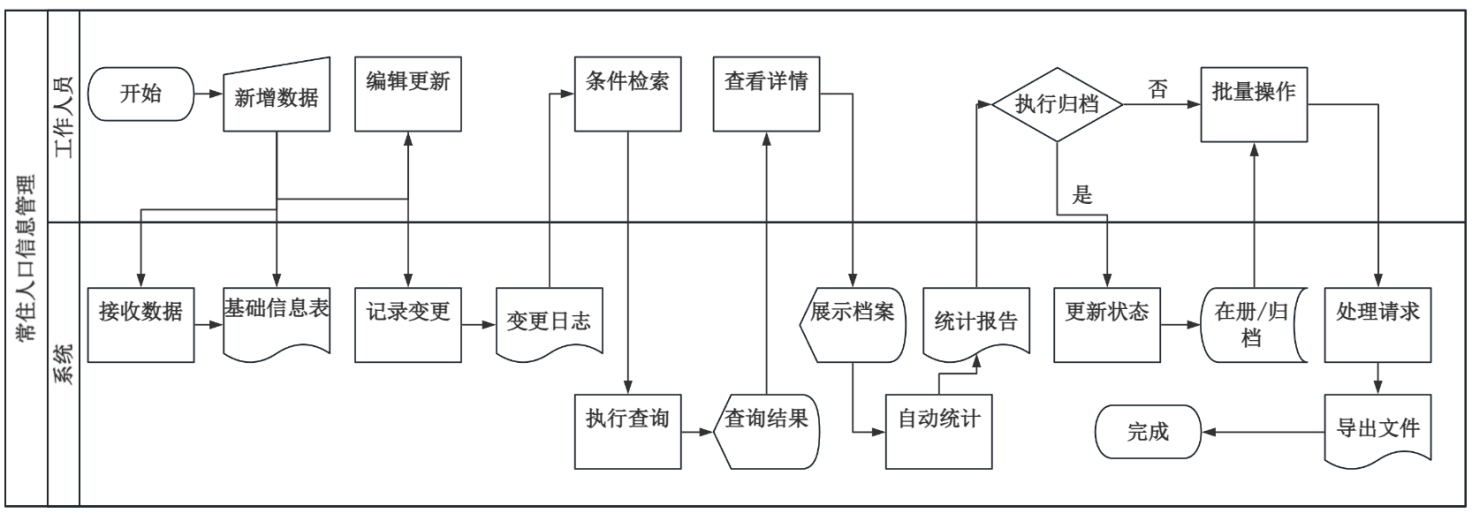 常住人口信息管理
工作人员
开始
新增数据
编辑更新
条件检索
查看详情
执行归档
否
批量操作
是
系统
接收数据
基础信息表
记录变更
变更日志
展示档案
统计报告
更新状态
在册/归
档
处理请求
执行查询
查询结果
自动统计
完成
导出文件